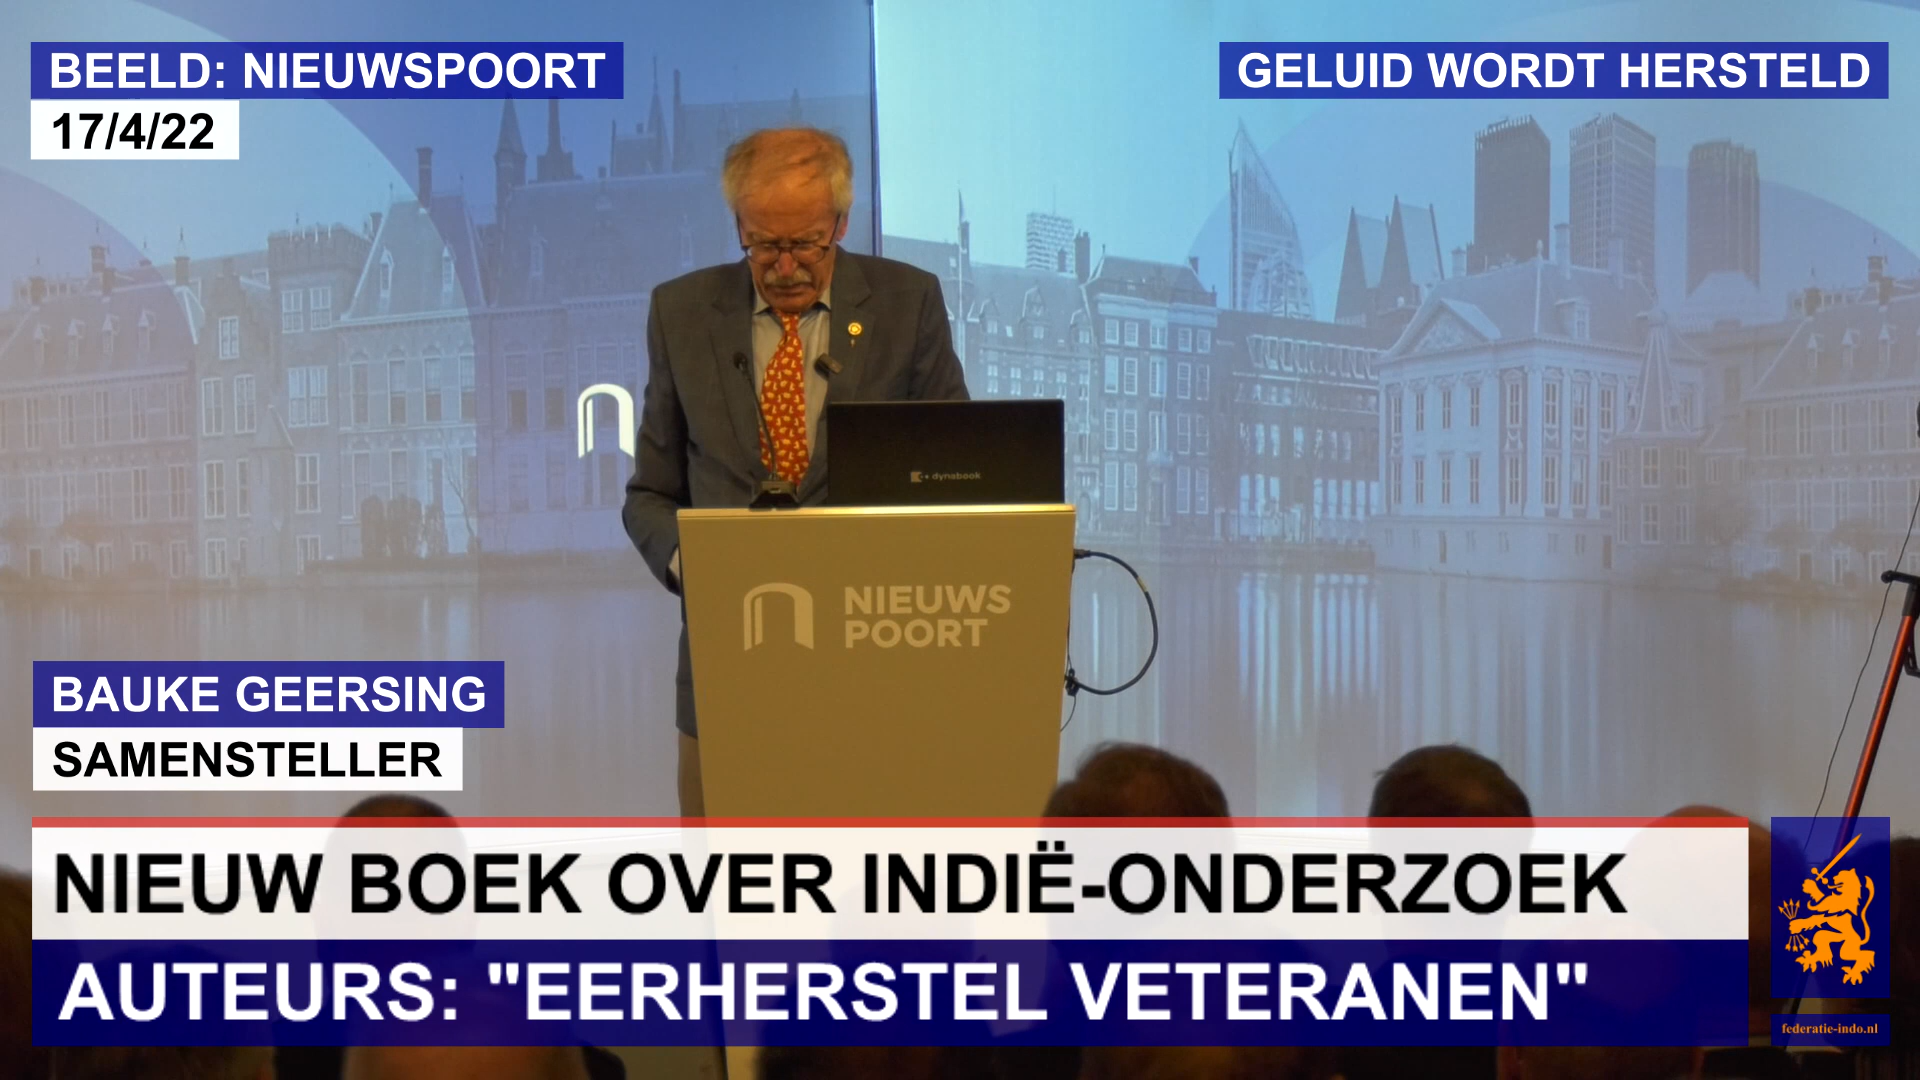 BEELD: NIEUWSPOORT
GELUID WORDT HERSTELD
17/4/22
dynabook
NIEUWS
POORT
BAUKE GEERSING
SAMENSTELLER
NIEUW BOEK OVER INDIË-ONDERZOEK
AUTEURS: "EERHERSTEL VETERANEN"
federatie-indo.nl